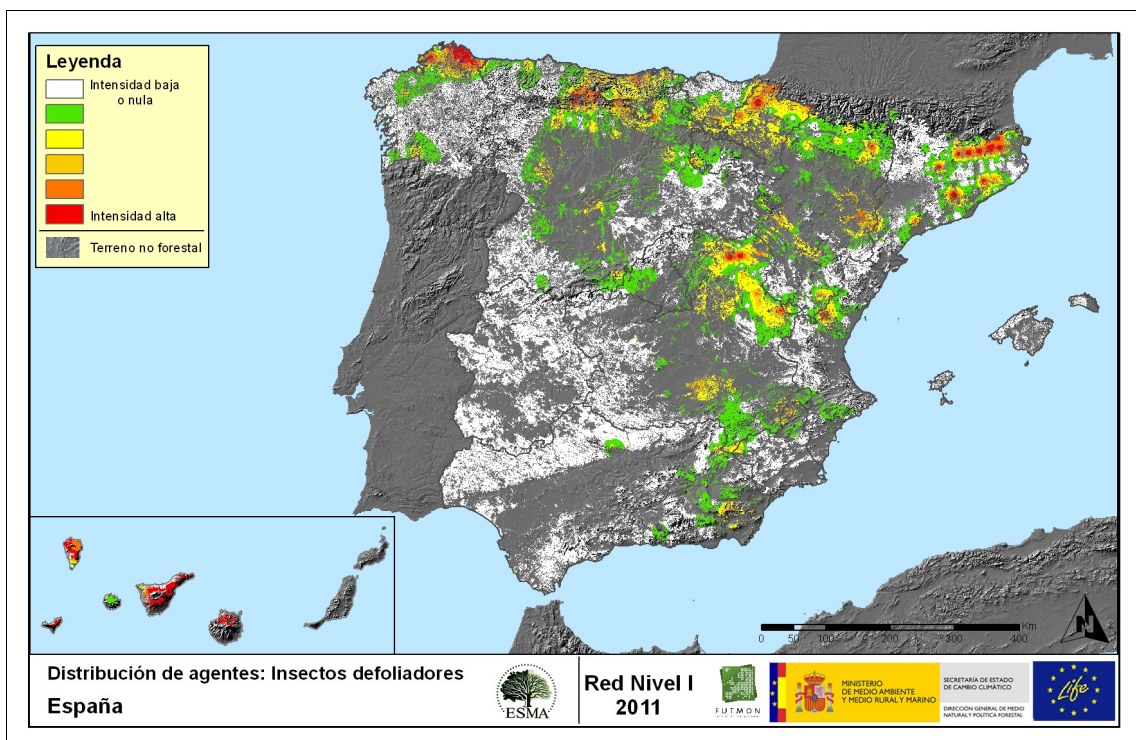 Leyenda
Intensidad baja
o nula
Intensidad alta
Terreno no forestal
Km
0 50 100 200 300 400
N
Distribución de agentes: Insectos defoliadores
España
ESMA
Red Nivel I
2011
FUTMON
MINISTERIO
DE MEDIO AMBIENTE
Y MEDIO RURAL Y MARINO
SECRETARÍA DE ESTADO
DE CAMBIO CLIMÁTICO
DIRECCIÓN GENERAL DE MEDIO
NATURAL Y POLÍTICA FORESTAL
Life